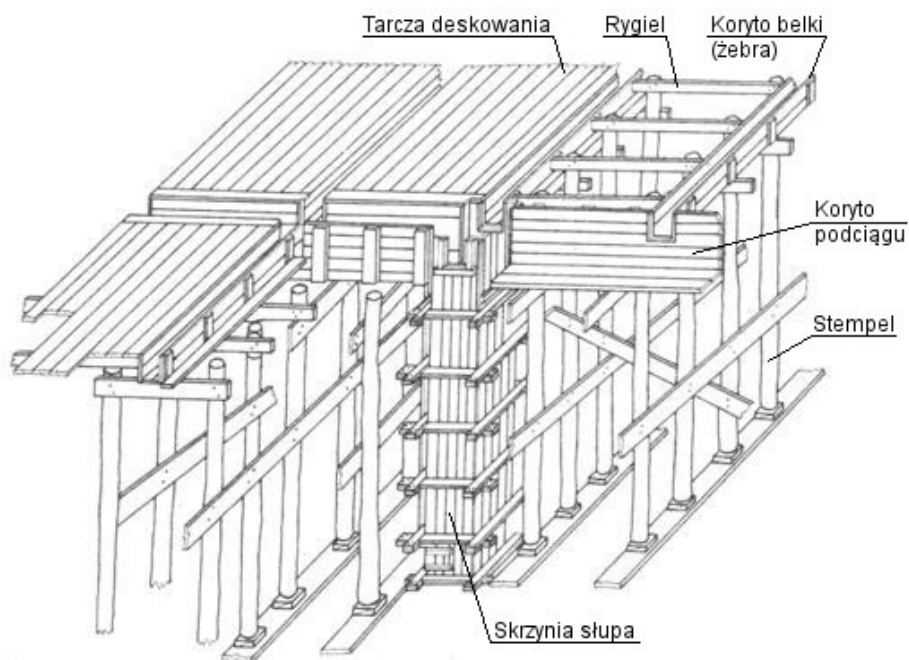 Tarcza deskowania
Rygiel
Koryto belki
(żebra)
Koryto
podciągu
Stempel
Skrzynia słupa